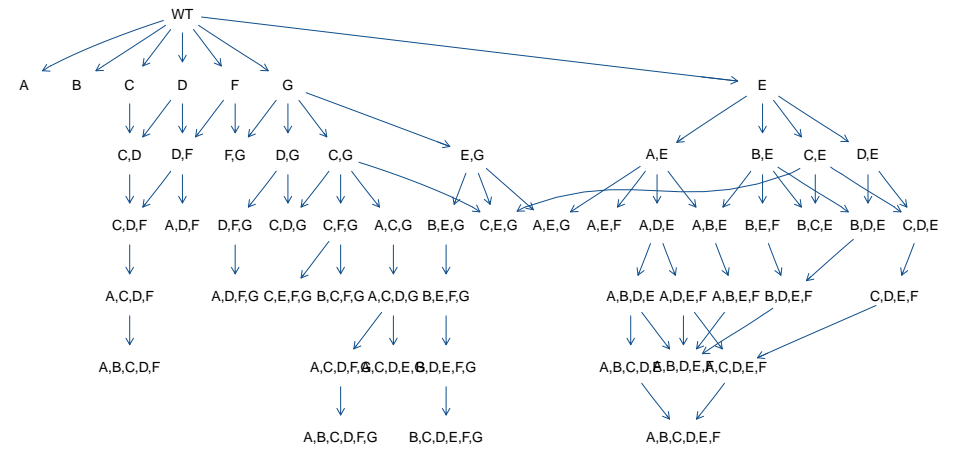 WT
A B C D F G E
C,D D,F F,G D,G C,G E,G A,E B,E C,E D,E
C,D,F A,D,F D,F,G C,D,G C,F,G A,C,G B,E,G C,E,G A,E,G A,E,F A,D,E A,B,E B,E,F B,C,E B,D,E C,D,E
A,C,D,F A,D,F,G C,E,F,G B,C,F,G A,C,D,G B,E,F,G A,B,D,E A,D,E,F A,B,E,F B,D,E,F C,D,E,F
A,B,C,D,F A,C,D,F,G A,C,D,E,G B,D,E,F,G A,B,C,D,E A,B,D,E,F A,C,D,E,F
A,B,C,D,F,G B,C,D,E,F,G A,B,C,D,E,F